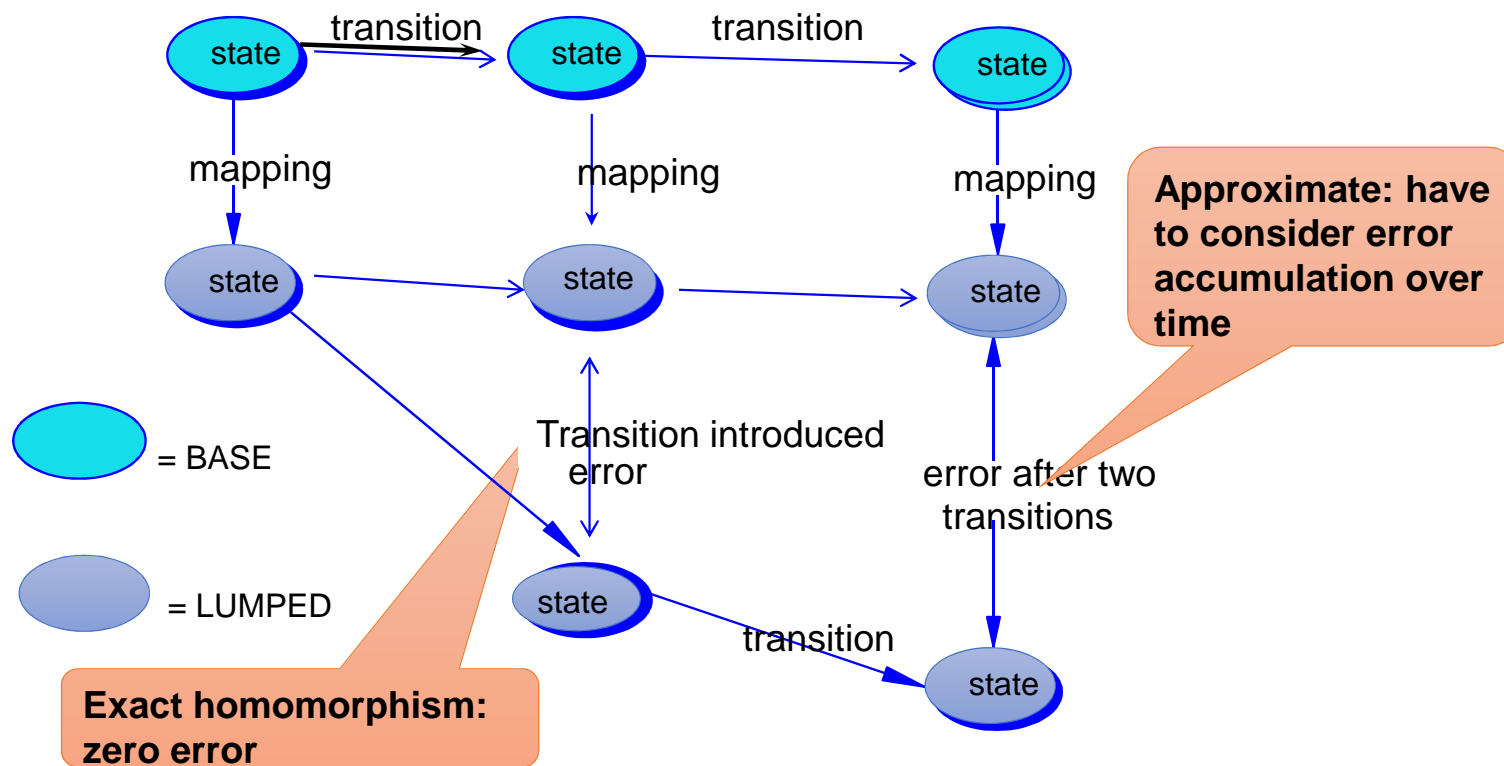 transition
transition
state
state
state
mapping
mapping
mapping
state
state
state
Approximate: have
to consider error
accumulation over
time
= BASE
Transition introduced
error
error after two
transitions
= LUMPED
state
transition
state
Exact homomorphism:
zero error